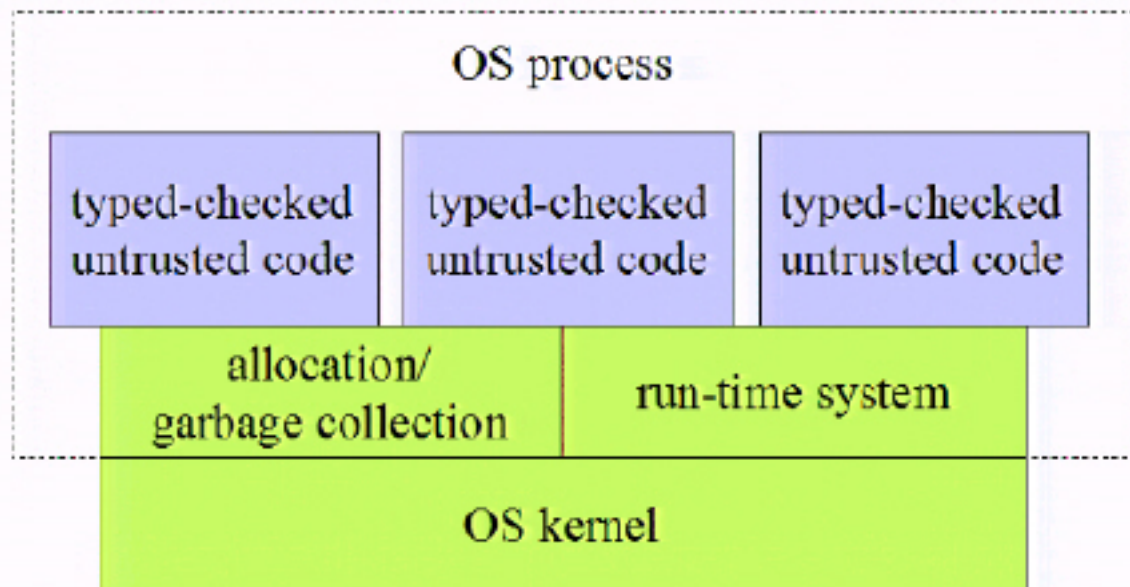 OS process
typed-checked typed-checked typed-checked
untrusted code untrusted code untrusted code
allocation/
garbage collection
run-time system
OS kernel